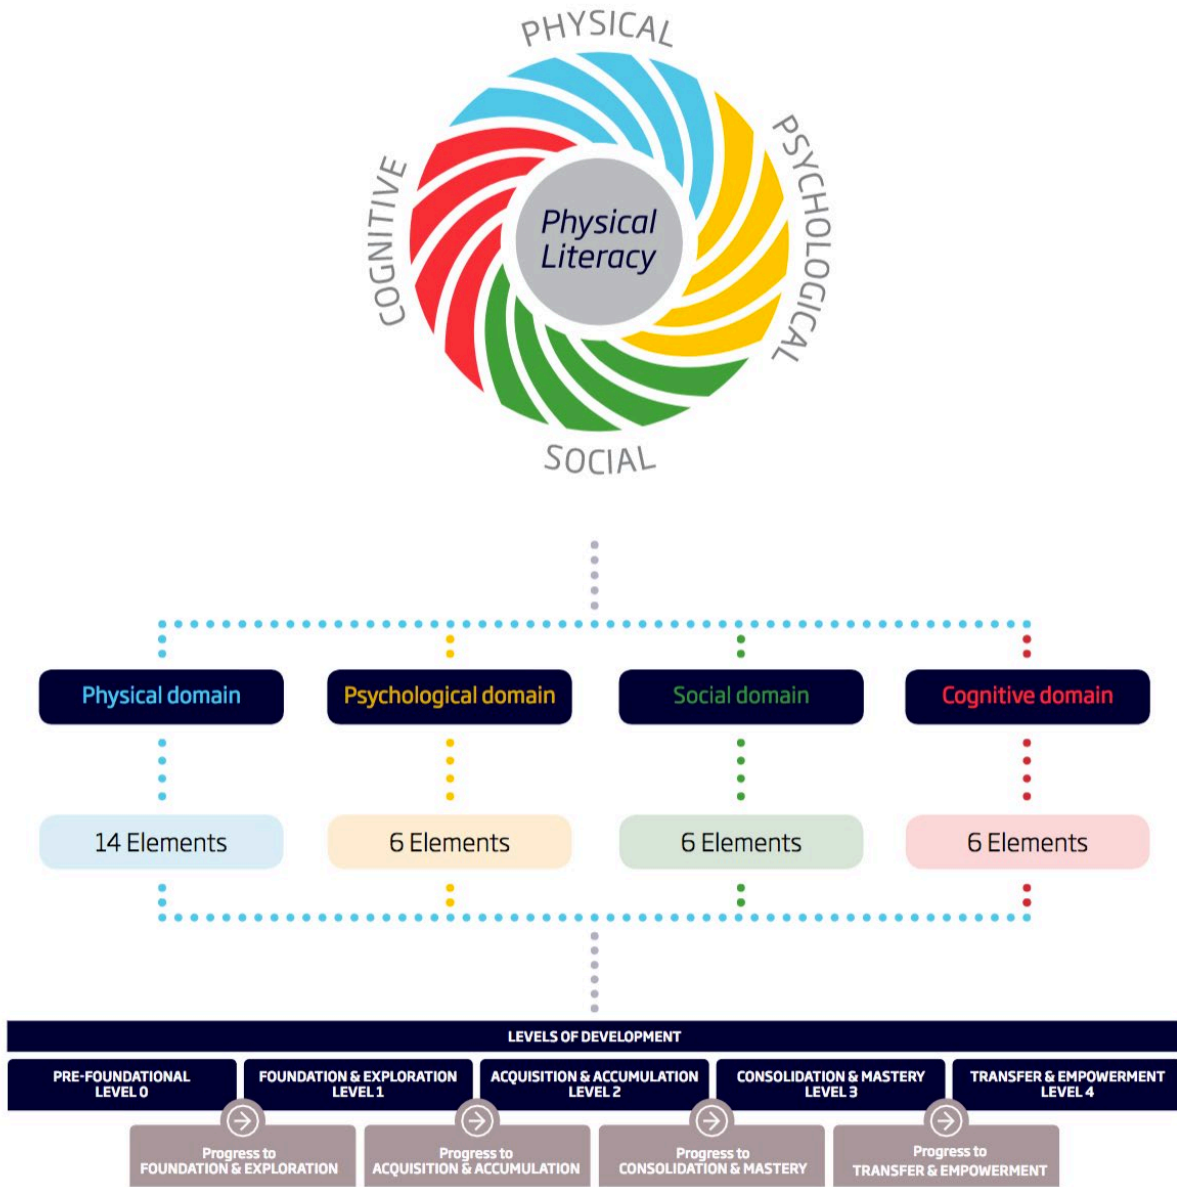 PHYSICAL
PSYCHOLOGICAL
COGNITIVE
Physical
Literacy
SOCIAL
Physical domain
Psychological domain
Social domain
Cognitive domain
14 Elements
6 Elements
6 Elements
6 Elements
LEVELS OF DEVELOPMENT
PRE-FOUNDATIONAL
LEVEL 0
FOUNDATION & EXPLORATION
LEVEL 1
ACQUISITION & ACCUMULATION
LEVEL 2
CONSOLIDATION & MASTERY
LEVEL 3
TRANSFER & EMPOWERMENT
LEVEL 4
Progress to
FOUNDATION & EXPLORATION
Progress to
ACQUISITION & ACCUMULATION
Progress to
CONSOLIDATION & MASTERY
Progress to
TRANSFER & EMPOWERMENT